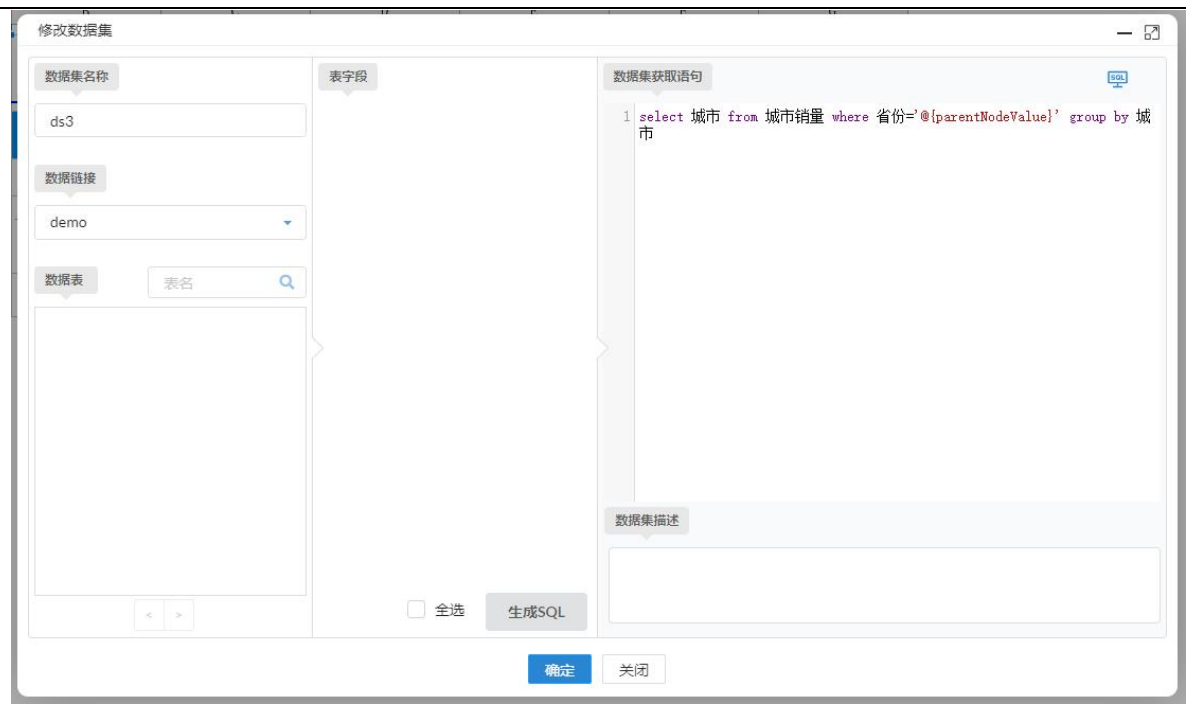 修改数据集
数据集名称
ds3
数据链接
demo
数据表
表名
<
>
表字段
全选
生成SQL
数据集获取语句
SQL
1
select 城市 from 城市销量 where 省份='@{parentNodeValue}' group by 城
市
数据集描述
确定
关闭